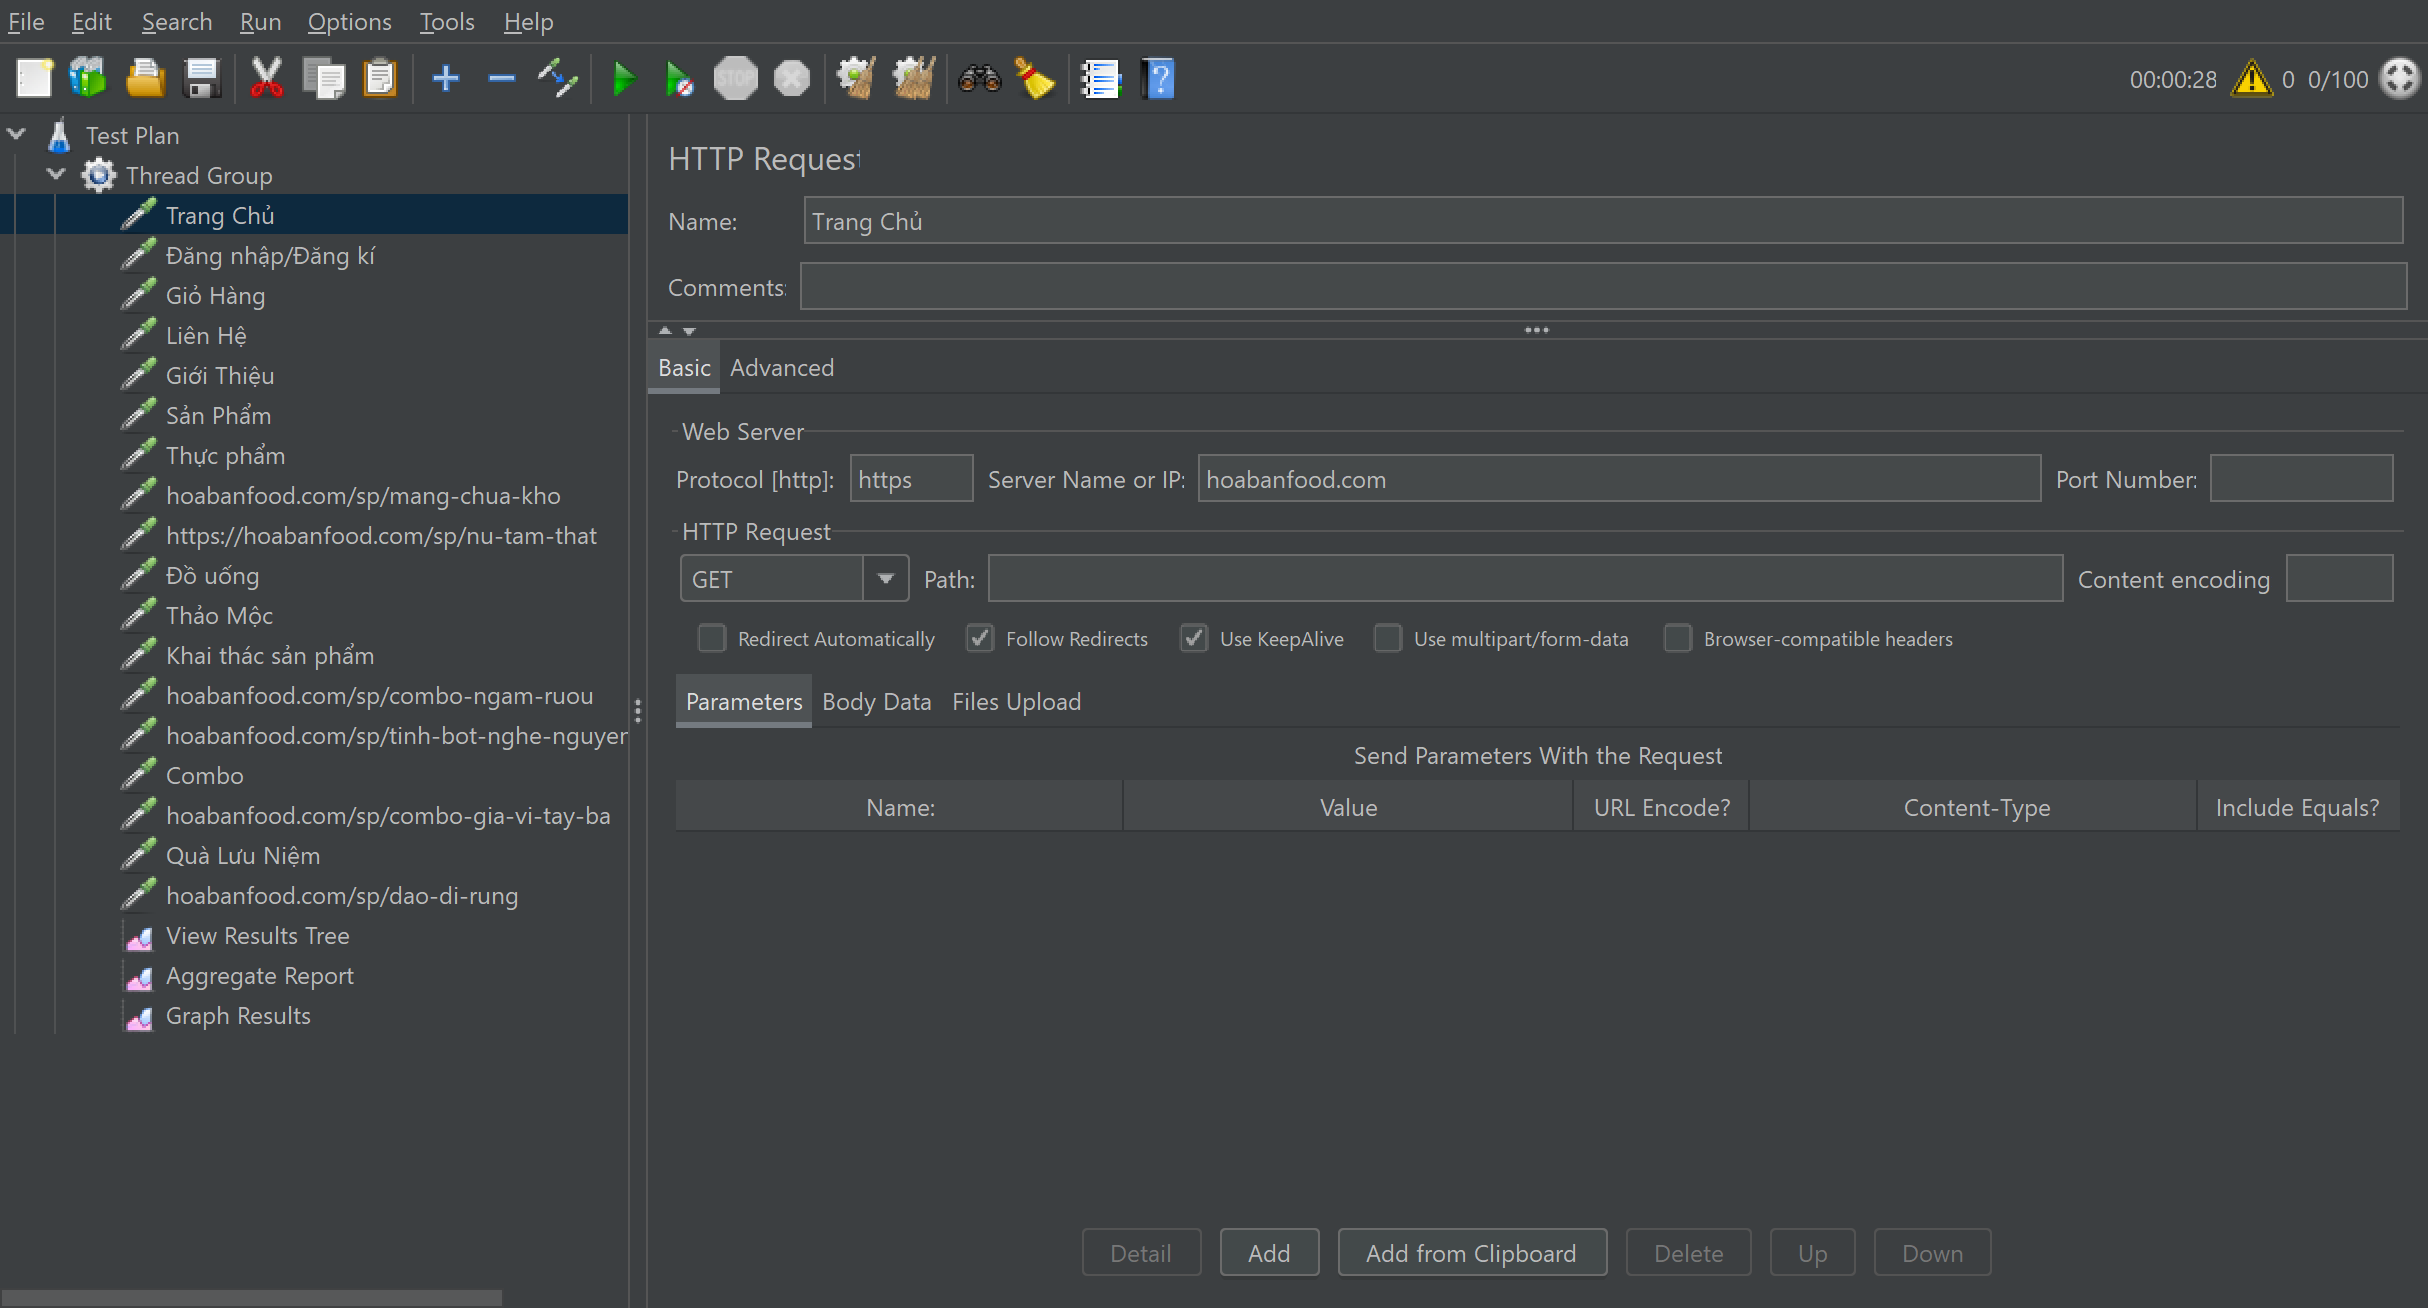 File Edit Search Run Options Tools Help
STOP
00:00:28 0 0/100
Test Plan
Thread Group
Trang Chủ
Đăng nhập/Đăng kí
Giỏ Hàng
Liên Hệ
Giới Thiệu
Sản Phẩm
Thực phẩm
hoabanfood.com/sp/mang-chua-kho
https://hoabanfood.com/sp/nu-tam-that
Đồ uống
Thảo Mộc
Khai thác sản phẩm
hoabanfood.com/sp/combo-ngam-ruou
hoabanfood.com/sp/tinh-bot-nghe-nguyer
Combo
hoabanfood.com/sp/combo-gia-vi-tay-ba
Quà Lưu Niệm
hoabanfood.com/sp/dao-di-rung
View Results Tree
Aggregate Report
Graph Results
HTTP Request
Name: Trang Chủ
Comments:
Basic Advanced
Web Server
Protocol [http]: https Server Name or IP: hoabanfood.com Port Number:
HTTP Request
GET Path: Content encoding
Redirect Automatically Follow Redirects Use KeepAlive Use multipart/form-data Browser-compatible headers
Parameters Body Data Files Upload
Send Parameters With the Request
Name: Value URL Encode? Content-Type Include Equals?
Detail Add Add from Clipboard Delete Up Down